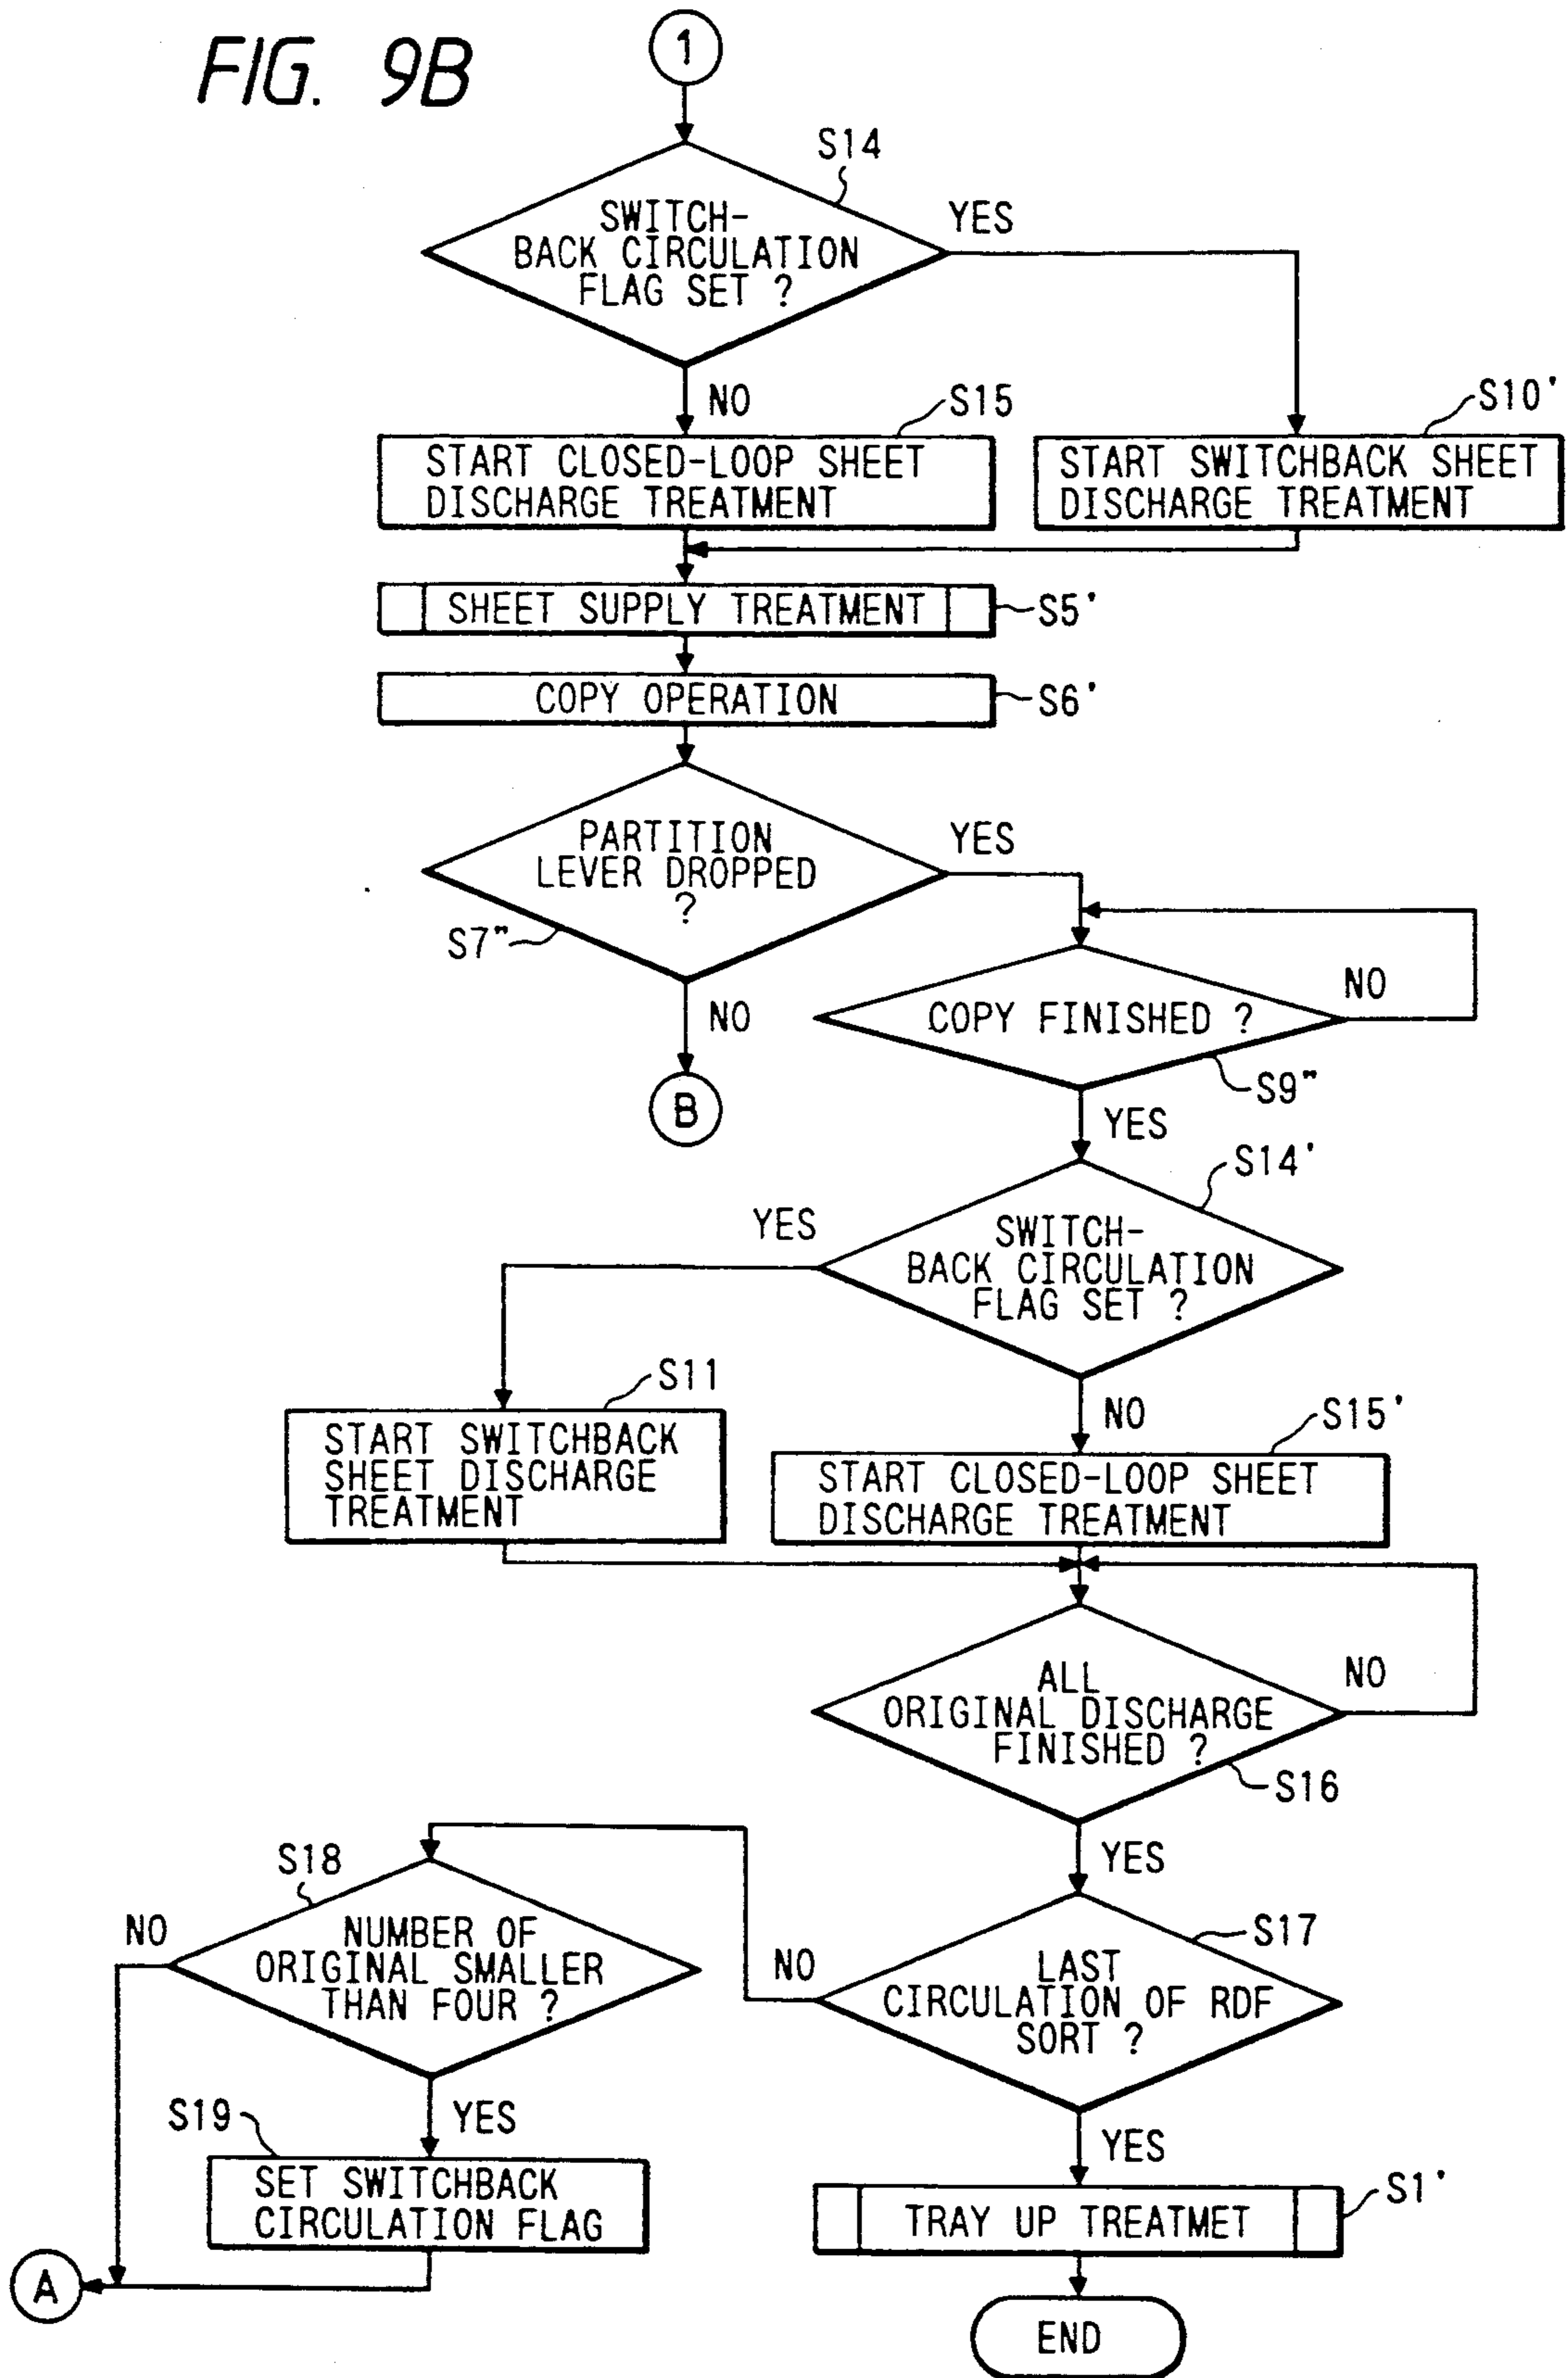 FIG. 9B
1
S14
SWITCH-
BACK CIRCULATION
FLAG SET ?
YES
NO
S15
START CLOSED-LOOP SHEET
DISCHARGE TREATMENT
S10'
START SWITCHBACK SHEET
DISCHARGE TREATMENT
SHEET SUPPLY TREATMENT
S5'
COPY OPERATION
S6'
PARTITION
LEVER DROPPED
?
YES
S7"
NO
B
COPY FINISHED ?
NO
S9"
YES
S14'
SWITCH-
BACK CIRCULATION
FLAG SET ?
YES
NO
S11
START SWITCHBACK
SHEET DISCHARGE
TREATMENT
S15'
START CLOSED-LOOP SHEET
DISCHARGE TREATMENT
ALL
ORIGINAL DISCHARGE
FINISHED ?
NO
S16
YES
S17
LAST
CIRCULATION OF RDF
SORT ?
NO
YES
S18
NUMBER OF
ORIGINAL SMALLER
THAN FOUR ?
NO
YES
S19
SET SWITCHBACK
CIRCULATION FLAG
A
TRAY UP TREATMET
S1'
END